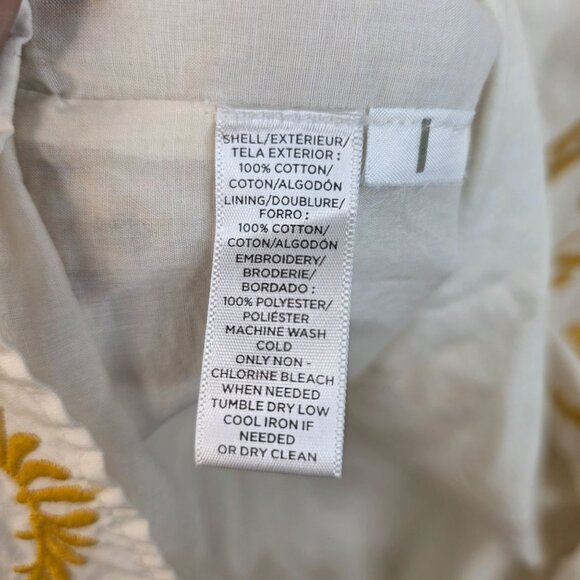 SHELL/EXTÉRIEUR/
TELA EXTERIOR :
100% COTTON/
COTON/ALGODÓN
LINING/DOUBLURE/
FORRO :
100% COTTON/
COTON/ALGODÓN
EMBROIDERY/
BRODERIE/
BORDADO :
100% POLYESTER/
POLIÉSTER
MACHINE WASH
COLD
ONLY NON -
CHLORINE BLEACH
WHEN NEEDED
TUMBLE DRY LOW
COOL IRON IF
NEEDED
OR DRY CLEAN